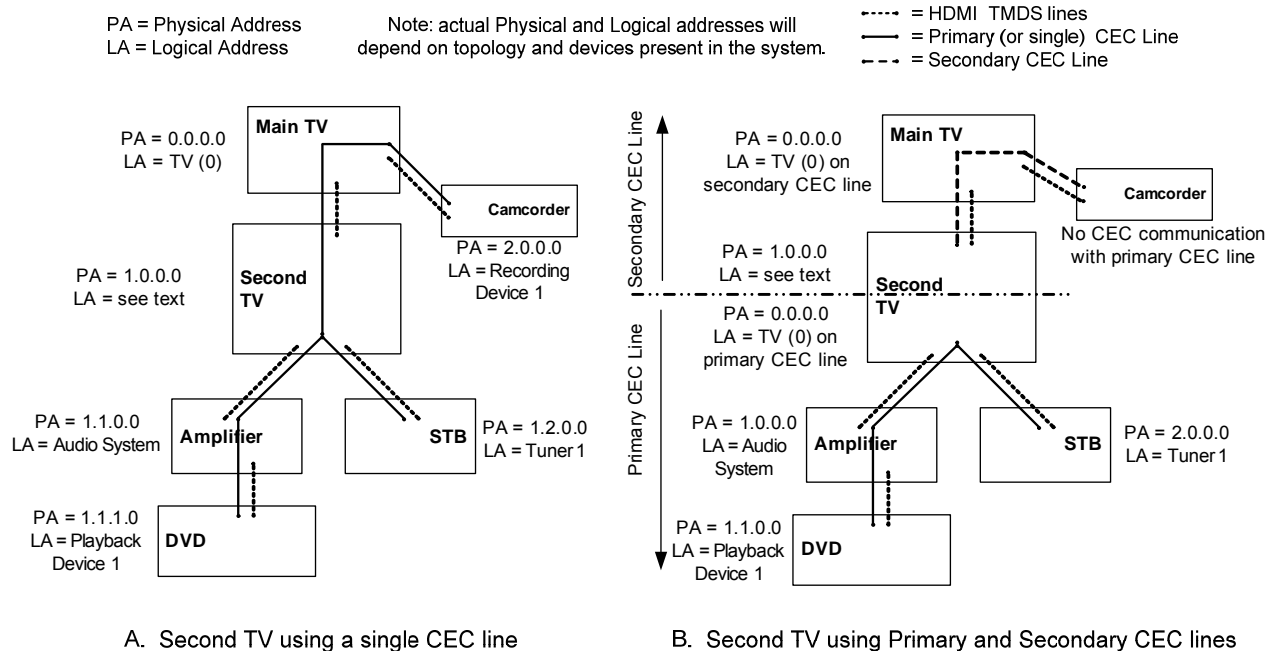 PA = Physical Address
LA = Logical Address
Note: actual Physical and Logical addresses will
depend on topology and devices present in the system.
= HDMI TMDS lines
= Primary (or single) CEC Line
= Secondary CEC Line
PA = 0.0.0.0
LA = TV (0)
Main TV
Camcorder
PA = 2.0.0.0
LA = Recording
Device 1
PA = 1.0.0.0
LA = see text
Second
TV
PA = 1.1.0.0
LA = Audio System
Amplifier
STB
PA = 1.2.0.0
LA = Tuner 1
PA = 1.1.1.0
LA = Playback
Device 1
DVD
A. Second TV using a single CEC line
Secondary CEC Line
Primary CEC Line
PA = 0.0.0.0
LA = TV (0) on
secondary CEC line
Main TV
Camcorder
No CEC communication
with primary CEC line
PA = 1.0.0.0
LA = see text
Second
TV
PA = 0.0.0.0
LA = TV (0) on
primary CEC line
PA = 1.0.0.0
LA = Audio
System
Amplifier
STB
PA = 2.0.0.0
LA = Tuner 1
PA = 1.1.0.0
LA = Playback
Device 1
DVD
B. Second TV using Primary and Secondary CEC lines